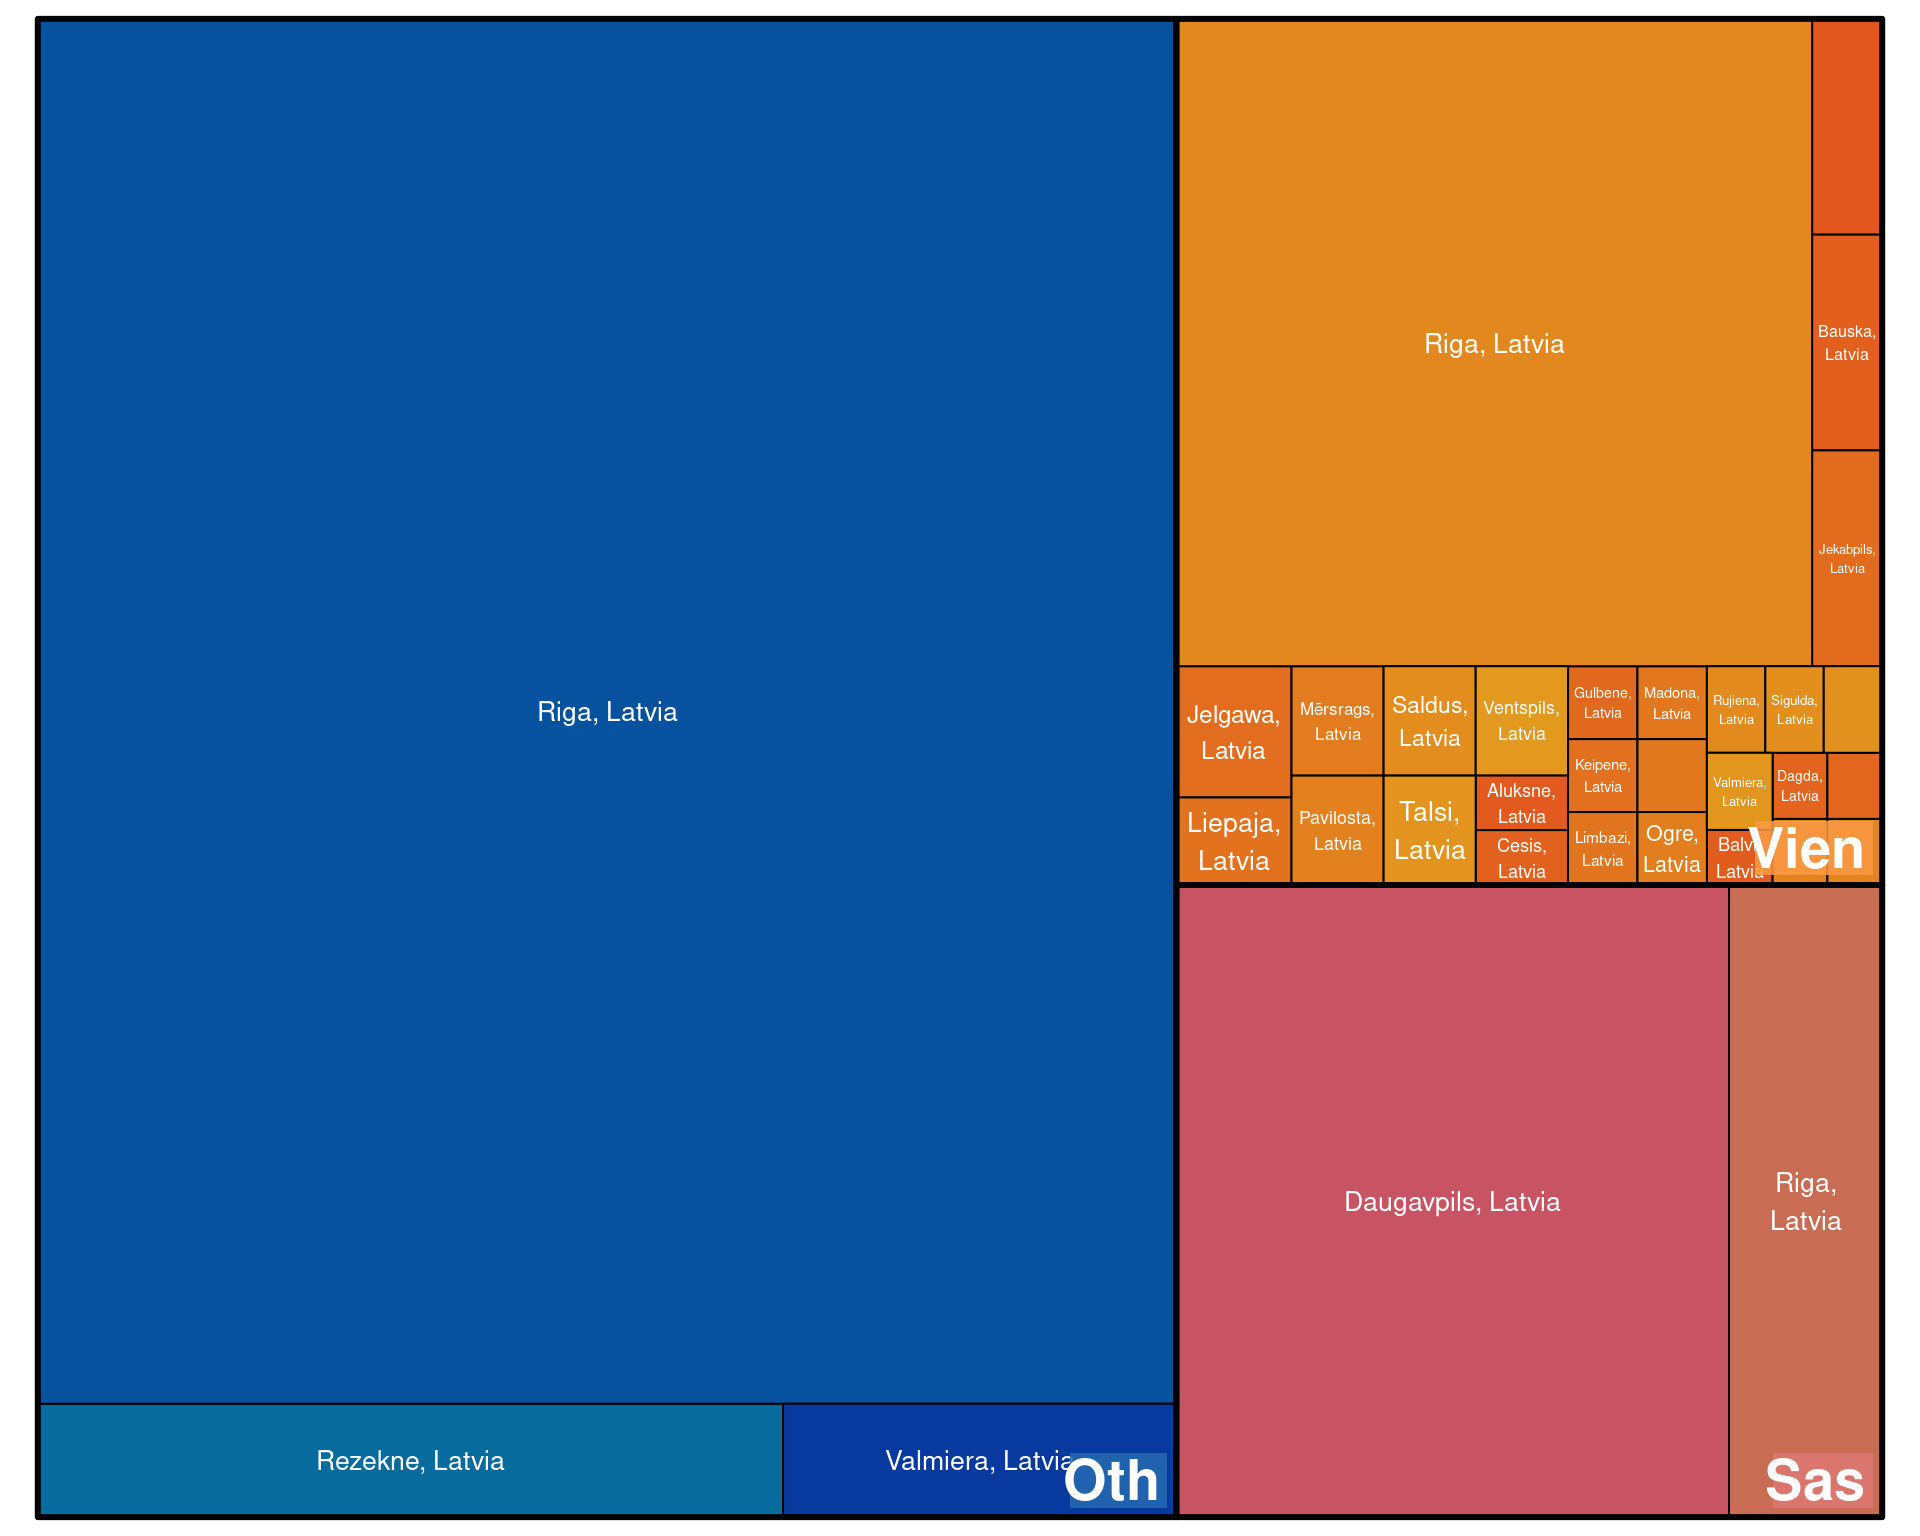 Riga, Latvia
Rezekne, Latvia
Valmiera, Latvia
Oth
Riga, Latvia
Bauska,
Latvia
Jekabpils,
Latvia
Jelgawa,
Latvia
Liepaja,
Latvia
Mērsrags,
Latvia
Pavilosta,
Latvia
Saldus,
Latvia
Talsi,
Latvia
Ventspils,
Latvia
Aluksne,
Latvia
Cesis,
Latvia
Gulbene,
Latvia
Keipene,
Latvia
Limbazi,
Latvia
Madona,
Latvia
Ogre,
Latvia
Rujiena,
Latvia
Sigulda,
Latvia
Valmiera,
Latvia
Dagda,
Latvia
Latvia
Vien
Daugavpils, Latvia
Riga,
Latvia
Sas